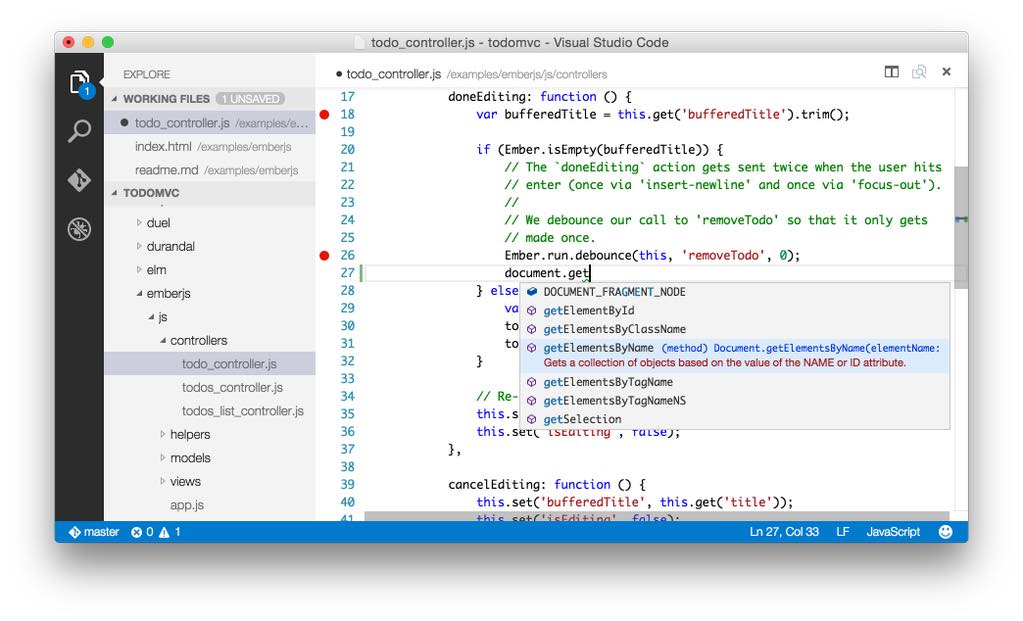 todo_controller.js - todomvc - Visual Studio Code
1
EXPLORE
WORKING FILES 1 UNSAVED
todo_controller.js /examples/e...
index.html /examples/emberjs
readme.md /examples/emberjs
TODOMVC
duel
durandal
elm
emberjs
js
controllers
todo_controller.js
todos_controller.js
todos_list_controller.js
helpers
models
views
app.js
todo_controller.js /examples/emberjs/js/controllers
17 doneEditing: function () {
18 var bufferedTitle = this.get('bufferedTitle').trim();
19
20 if (Ember.isEmpty(bufferedTitle)) {
21 // The `doneEditing` action gets sent twice when the user hits
22 // enter (once via 'insert-newline' and once via 'focus-out').
23 //
24 // We debounce our call to 'removeTodo' so that it only gets
25 // made once.
26 Ember.run.debounce(this, 'removeTodo', 0);
27 document.get
28 } else
29 va
30 to
31 to
32 }
33
34 // Re-
35 this.s
36 this.set('isEditing', false);
37 },
38
39 cancelEditing: function () {
40 this.set('bufferedTitle', this.get('title'));
41 this.set('isEditing', false);
DOCUMENT_FRAGMENT_NODE
getElementById
getElementsByClassName
getElementsByName (method) Document.getElementsByName(elementName:
Gets a collection of objects based on the value of the NAME or ID attribute.
getElementsByTagName
getElementsByTagNameNS
getSelection
master 0 1 Ln 27, Col 33 LF JavaScript